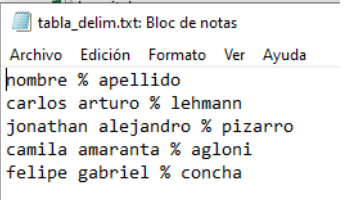 tabla_delim.txt: Bloc de notas
Archivo Edición Formato Ver Ayuda
nombre % apellido
carlos arturo % lehmann
jonathan alejandro % pizarro
camila amaranta % agloni
felipe gabriel % concha